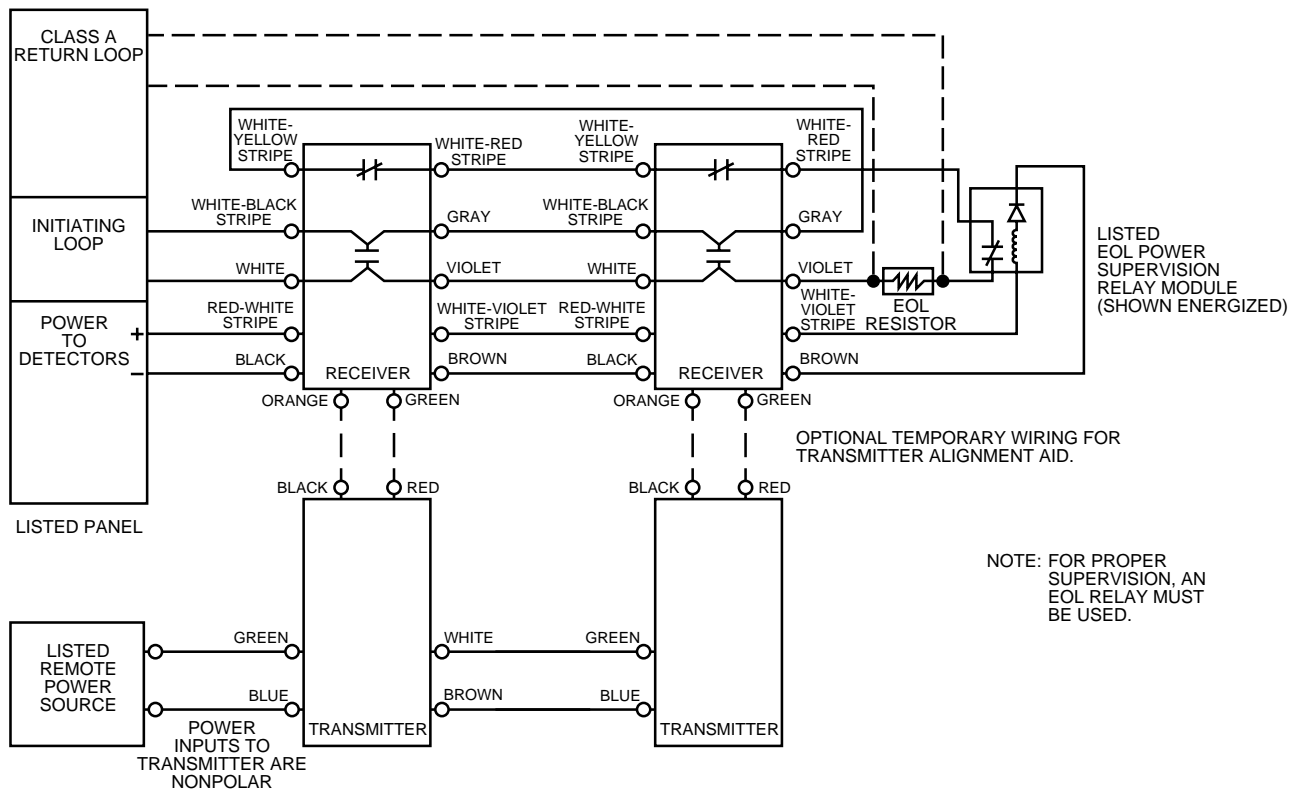 CLASS A
RETURN LOOP
WHITE-
YELLOW
STRIPE
WHITE-RED
STRIPE
WHITE-
YELLOW
STRIPE
WHITE-
RED
STRIPE
INITIATING
LOOP
WHITE-BLACK
STRIPE
GRAY
WHITE-BLACK
STRIPE
GRAY
WHITE
VIOLET
WHITE
VIOLET
LISTED
EOL POWER
SUPERVISION
RELAY MODULE
(SHOWN ENERGIZED)
EOL
RESISTOR
POWER
TO
DETECTORS
+
–
RED-WHITE
STRIPE
WHITE-VIOLET
STRIPE
RED-WHITE
STRIPE
WHITE-
VIOLET
STRIPE
BLACK
BROWN
BLACK
BROWN
RECEIVER
RECEIVER
ORANGE
GREEN
ORANGE
GREEN
OPTIONAL TEMPORARY WIRING FOR
TRANSMITTER ALIGNMENT AID.
BLACK
RED
BLACK
RED
LISTED PANEL
NOTE: FOR PROPER
SUPERVISION, AN
EOL RELAY MUST
BE USED.
LISTED
REMOTE
POWER
SOURCE
GREEN
WHITE
GREEN
BLUE
BROWN
BLUE
TRANSMITTER
TRANSMITTER
POWER
INPUTS TO
TRANSMITTER ARE
NONPOLAR